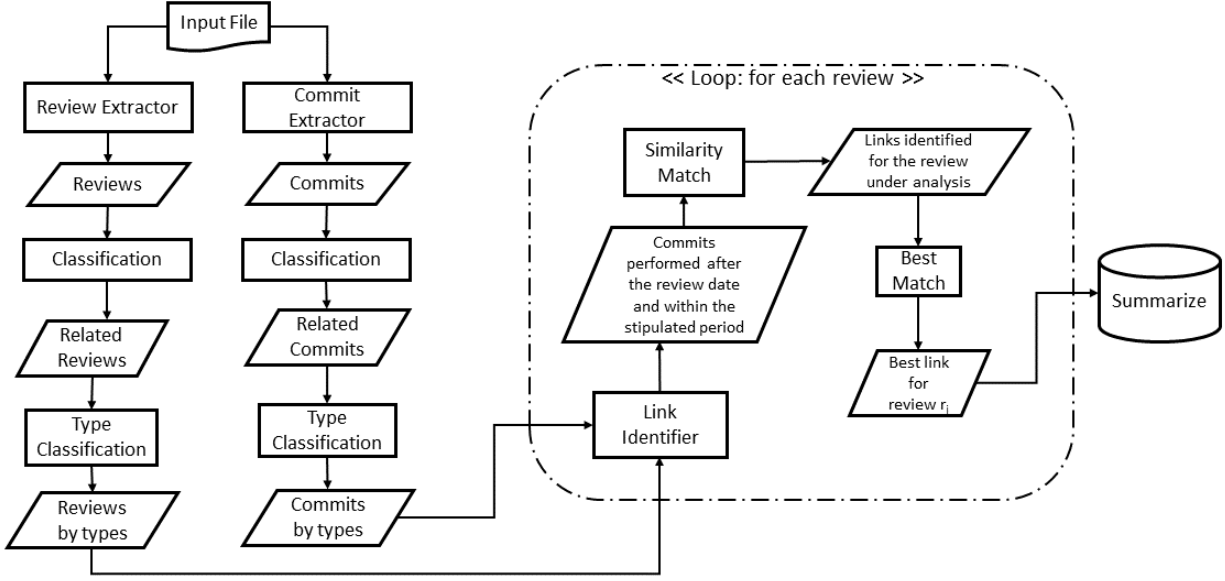 Input File
Review Extractor
Reviews
Classification
Related
Reviews
Type
Classification
Reviews
by types
Commit
Extractor
Commits
Classification
Related
Commits
Type
Classification
Commits
by types
<< Loop: for each review >>
Link
Identifier
Commits
performed after
the review date
and within the
stipulated period
Similarity
Match
Links identified
for the review
under analysis
Best
Match
Best link
for
review rj
Summarize